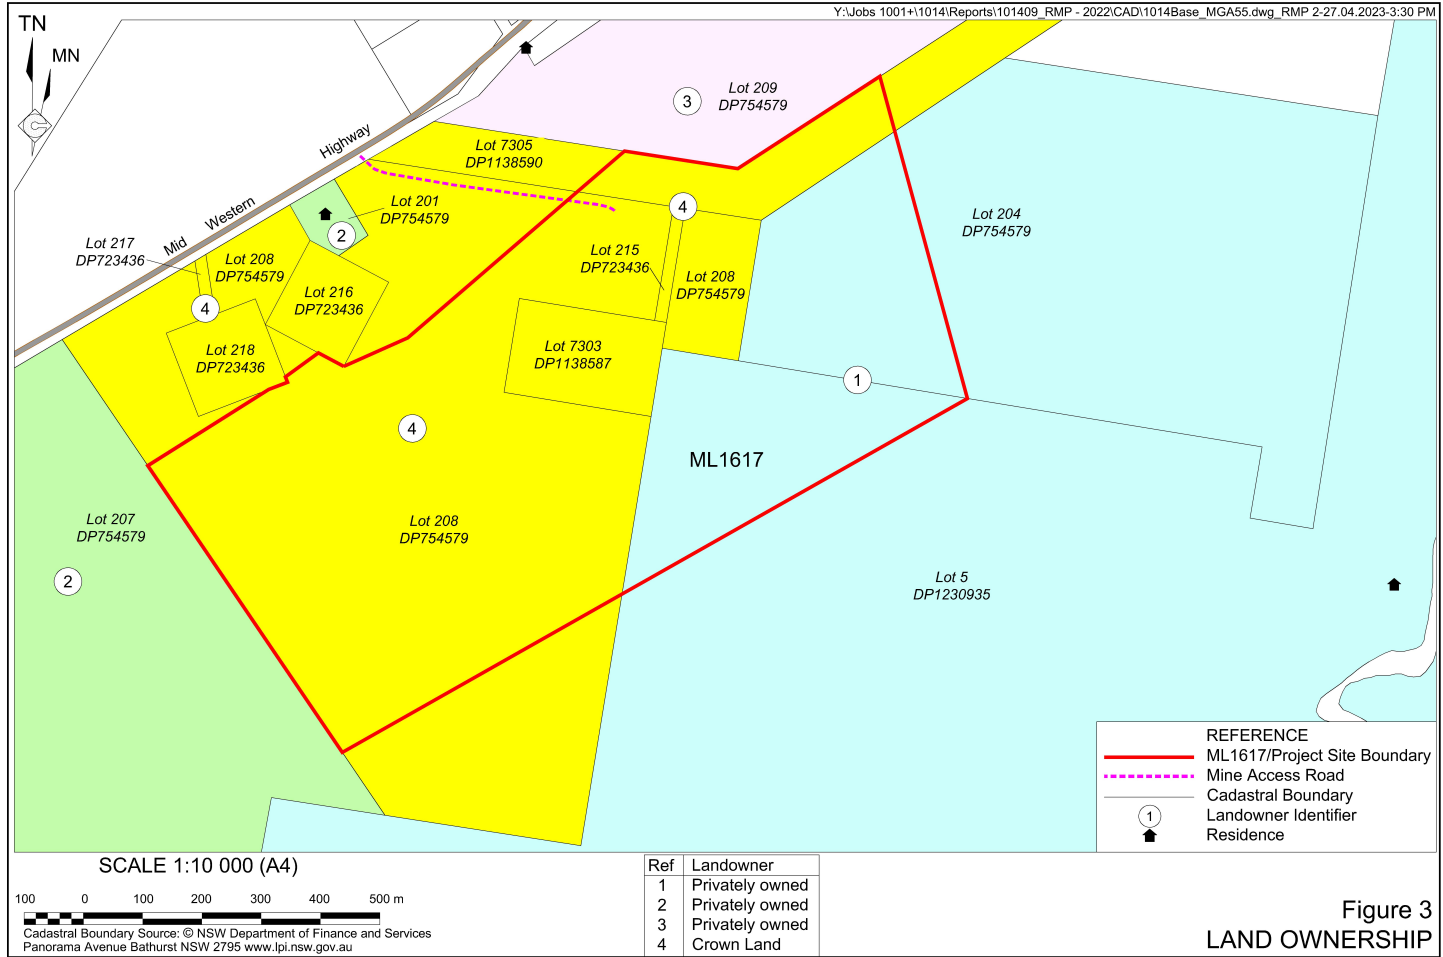 Y:\Jobs 1001+\1014\Reports\101409_RMP - 2022\CAD\1014Base_MGA55.dwg_RMP 2-27.04.2023-3:30 PM
TN
MN
3
Lot 209
DP754579
Mid Western Highway
Lot 7305
DP1138590
Lot 201
DP754579
2
4
Lot 204
DP754579
Lot 217
DP723436
Lot 208
DP754579
4
Lot 216
DP723436
Lot 215
DP723436
Lot 208
DP754579
Lot 218
DP723436
Lot 7303
DP1138587
1
4
ML1617
Lot 207
DP754579
2
Lot 208
DP754579
Lot 5
DP1230935
REFERENCE
ML1617/Project Site Boundary
Mine Access Road
Cadastral Boundary
1 Landowner Identifier
Residence
SCALE 1:10 000 (A4)
100 0 100 200 300 400 500 m
Cadastral Boundary Source: © NSW Department of Finance and Services
Panorama Avenue Bathurst NSW 2795 www.lpi.nsw.gov.au
Ref Landowner
1 Privately owned
2 Privately owned
3 Privately owned
4 Crown Land
Figure 3
LAND OWNERSHIP